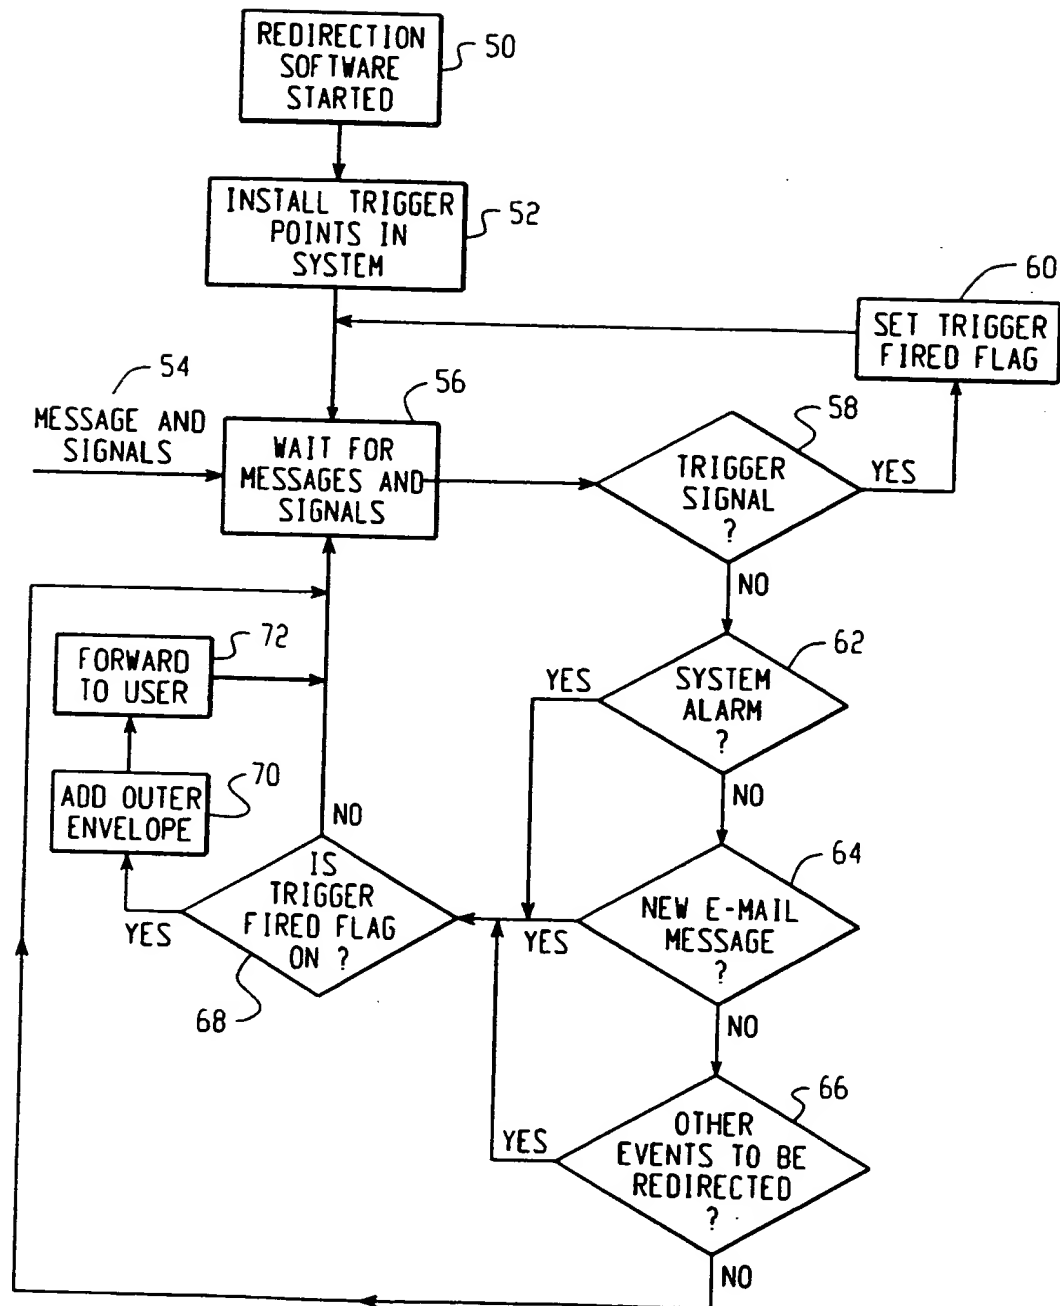 REDIRECTION
SOFTWARE
STARTED
50
INSTALL TRIGGER
POINTS IN
SYSTEM
52
60
SET TRIGGER
FIRED FLAG
54
MESSAGE AND
SIGNALS
56
WAIT FOR
MESSAGES AND
SIGNALS
58
TRIGGER
SIGNAL
?
YES
NO
62
SYSTEM
ALARM
?
YES
NO
72
FORWARD
TO USER
70
ADD OUTER
ENVELOPE
NO
IS
TRIGGER
FIRED FLAG
ON ?
YES
68
64
NEW E-MAIL
MESSAGE
?
YES
NO
66
OTHER
EVENTS TO BE
REDIRECTED
?
YES
NO